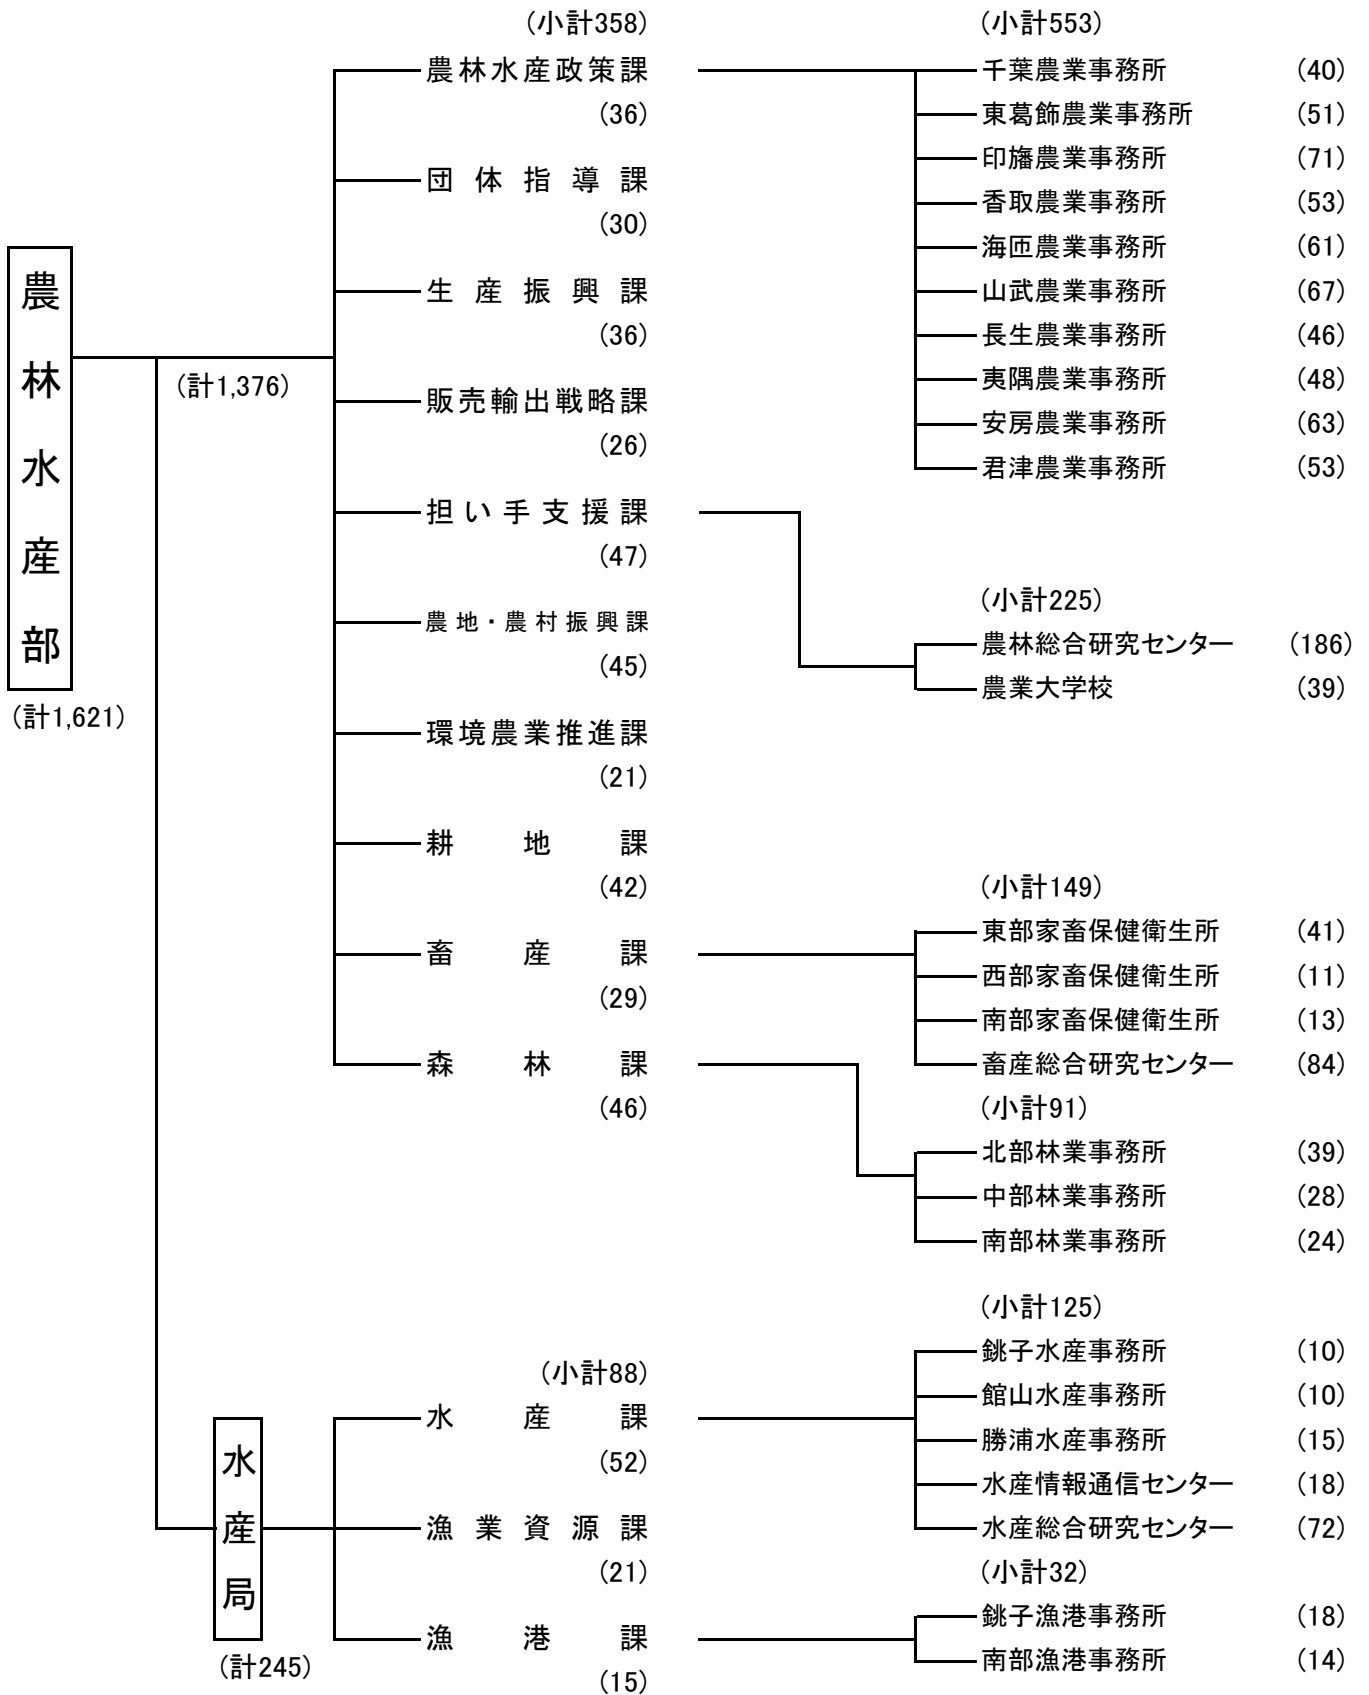 農林水産部
(計1,621)
(計1,376)
(小計358)
農林水産政策課
(36)
団体指導課
(30)
生産振興課
(36)
販売輸出戦略課
(26)
担い手支援課
(47)
農地・農村振興課
(45)
環境農業推進課
(21)
耕地課
(42)
畜産課
(29)
森林課
(46)
(小計553)
千葉農業事務所 (40)
東葛飾農業事務所 (51)
印旛農業事務所 (71)
香取農業事務所 (53)
海匝農業事務所 (61)
山武農業事務所 (67)
長生農業事務所 (46)
夷隅農業事務所 (48)
安房農業事務所 (63)
君津農業事務所 (53)
(小計225)
農林総合研究センター (186)
農業大学校 (39)
(小計149)
東部家畜保健衛生所 (41)
西部家畜保健衛生所 (11)
南部家畜保健衛生所 (13)
畜産総合研究センター (84)
(小計91)
北部林業事務所 (39)
中部林業事務所 (28)
南部林業事務所 (24)
水産局
(計245)
(小計88)
水産課
(52)
漁業資源課
(21)
漁港課
(15)
(小計125)
銚子水産事務所 (10)
館山水産事務所 (10)
勝浦水産事務所 (15)
水産情報通信センター (18)
水産総合研究センター (72)
(小計32)
銚子漁港事務所 (18)
南部漁港事務所 (14)